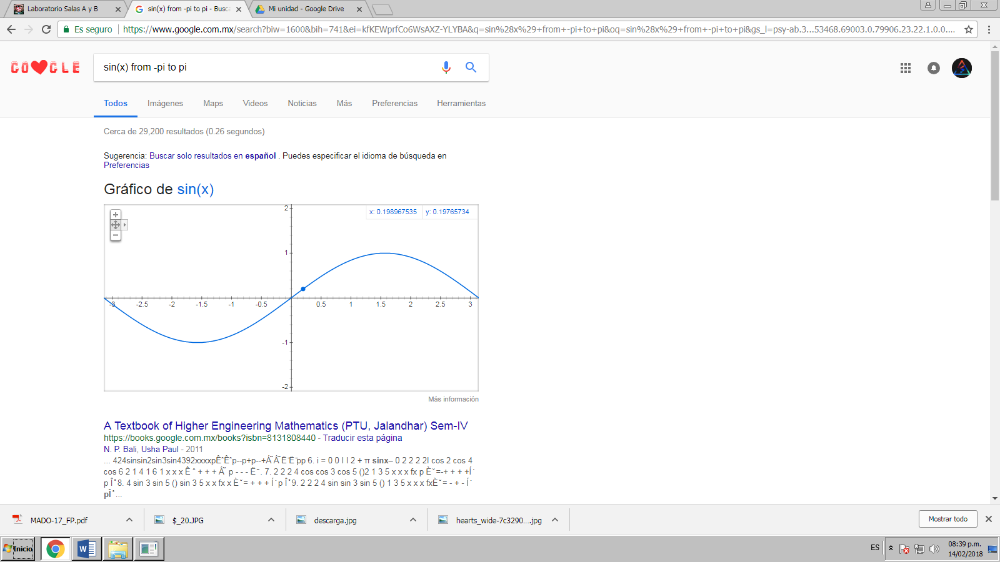 Laboratorio Salas A y B
sin(x) from -pi to pi - Busc
Mi unidad - Google Drive
Es seguro
https://www.google.com.mx/search?biw=1600&bih=741&ei=kfKEWprfCo6WsAXZ-YLYBA&q=sin%28x%29+from+-pi+to+pi&oq=sin%28x%29+from+-pi+to+pi&gs_l=psy-ab.3...53468.69003.0.79906.23.22.1.0.0....
GO GLE
sin(x) from -pi to pi
Todos Imágenes Maps Videos Noticias Más Preferencias Herramientas
Cerca de 29,200 resultados (0.26 segundos)
Sugerencia: Buscar solo resultados en español . Puedes especificar el idioma de búsqueda en
Preferencias
Gráfico de sin(x)
x: 0.198967535 y: 0.19765734
2
1
-3 -2.5 -2 -1.5 -1 -0.5 0.5 1 1.5 2 2.5 3
-1
-2
Más información
A Textbook of Higher Engineering Mathematics (PTU, Jalandhar) Sem-IV
https://books.google.com.mx/books?isbn=8131808440 - Traducir esta página
N. P. Bali, Usha Paul - 2011
... 424sinsin2sin3sin4392xxxxp 6. i = 0 0 l l 2 + π sinx– 0 2 2 2 2l cos 2 cos 4
cos 6 2 1 4 1 6 1 x x x Ê ˆ + + + p - - - 7. 2 2 2 4 cos cos 3 cos 5 ()2 1 3 5 x x x fx p
p 8. 4 sin 3 sin 5 () sin 3 5 x x fx x = + + + p 9. 2 2 2 4 sin sin 3 sin 5 () 1 3 5 x x x = - + -
...
MADO-17_FP.pdf
$_20.JPG
descarga.jpg
hearts_wide-7c3290....jpg
Mostrar todo
Inicio
ES
08:39 p.m.
14/02/2018